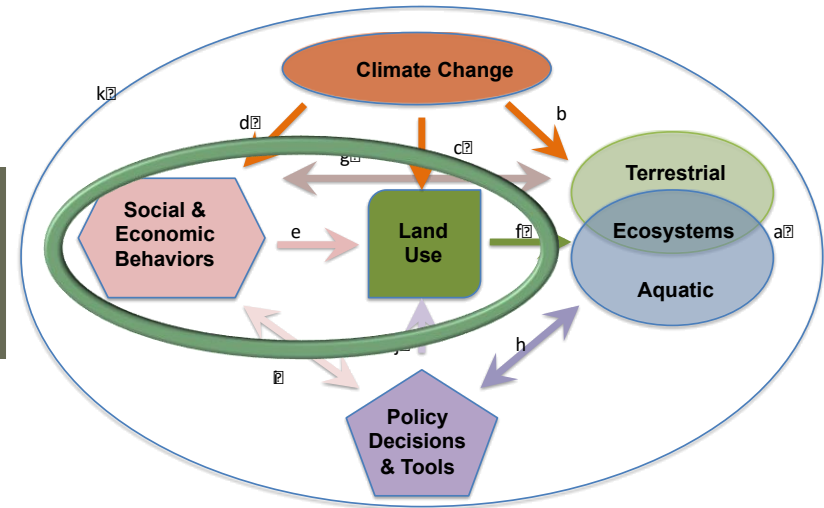 Climate Change
k
d
b
g
c
Terrestrial
Social &
Economic
Behaviors
e
Land
Use
f
Ecosystems
a
Aquatic
j
h
Policy
Decisions
& Tools